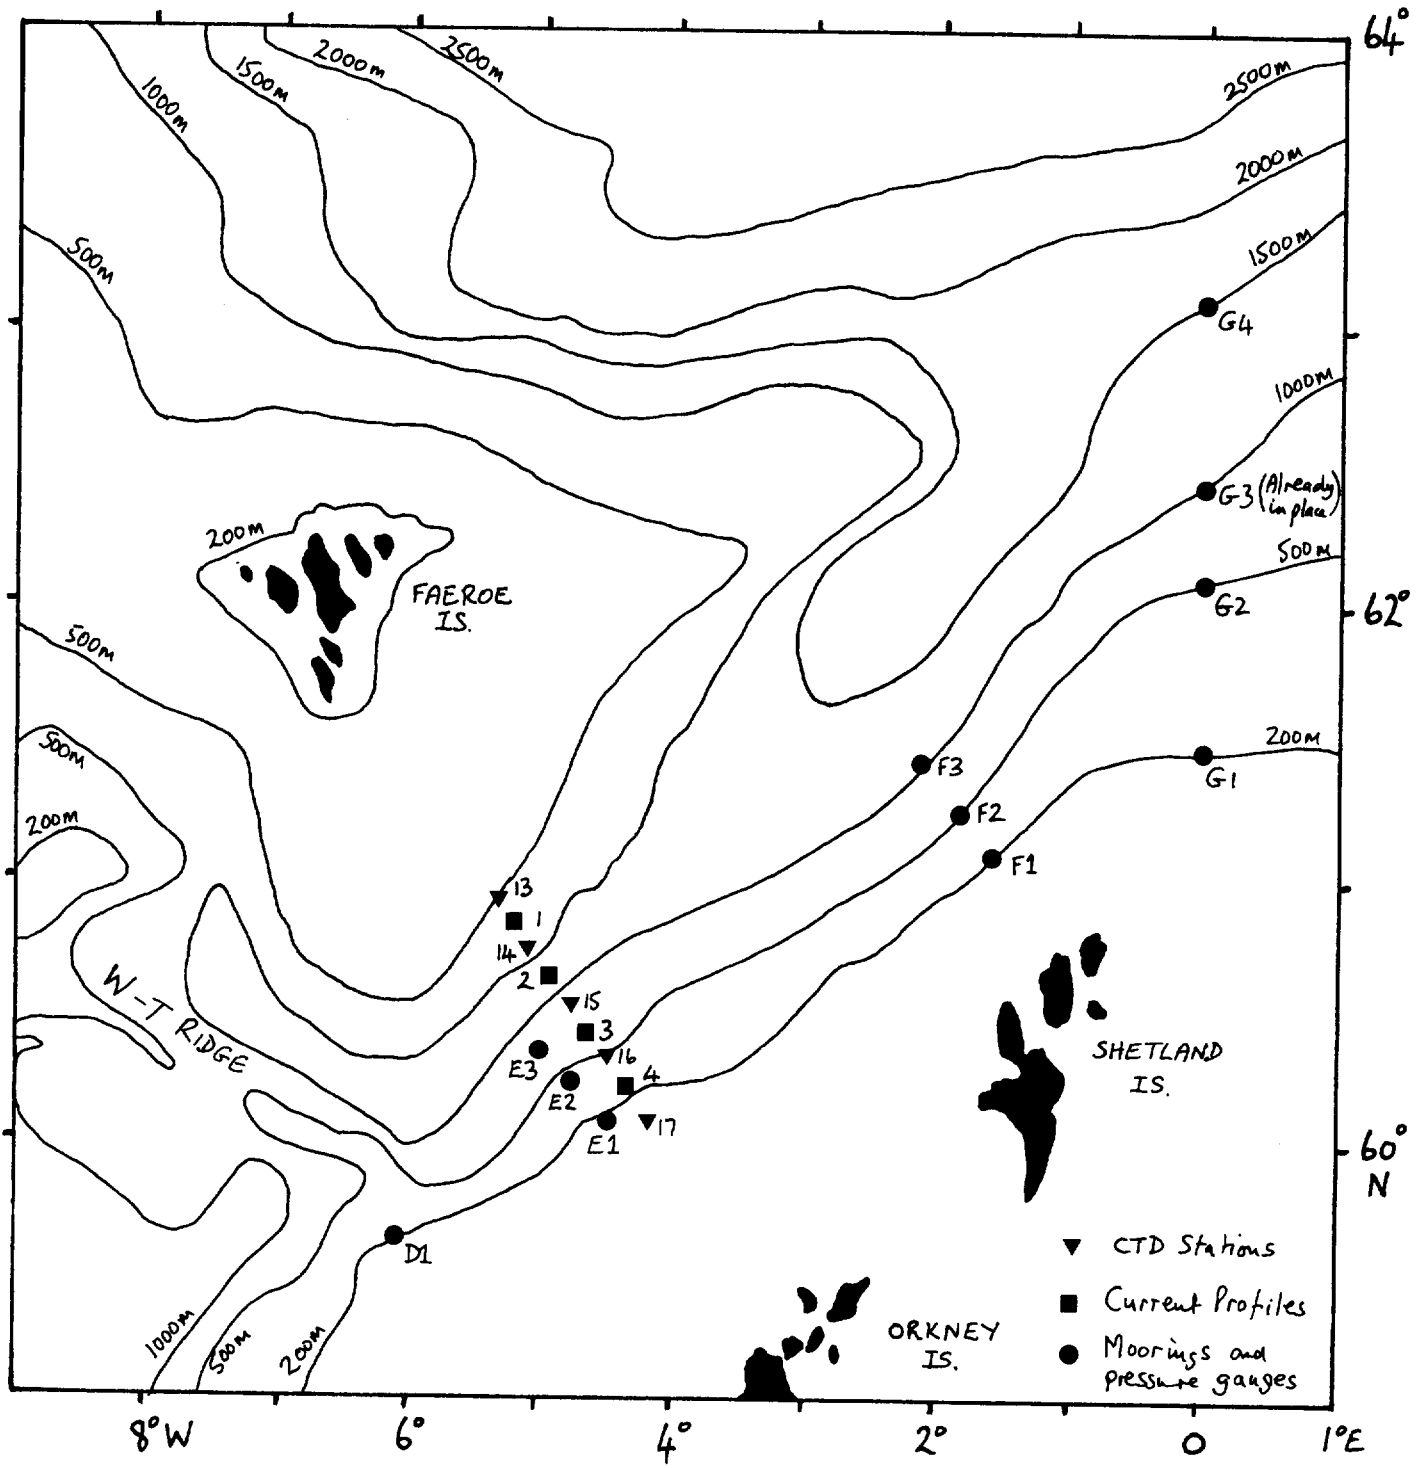 64°
2500m
2000m
1500m
1000m
2500m
2000m
1500m
500m
G4
1000m
G3 (Already
in place)
200m
500m
FAEROE
IS.
G2
62°
500m
500m
200m
F3
G1
F2
200m
F1
13
1
14
2
15
W-T RIDGE
3
16
E3
SHETLAND
IS.
4
E2
17
E1
60°
N
D1
CTD Stations
Current Profiles
ORKNEY
IS.
Moorings and
pressure gauges
1000m
500m
200m
8°W
6°
4°
2°
0
1°E